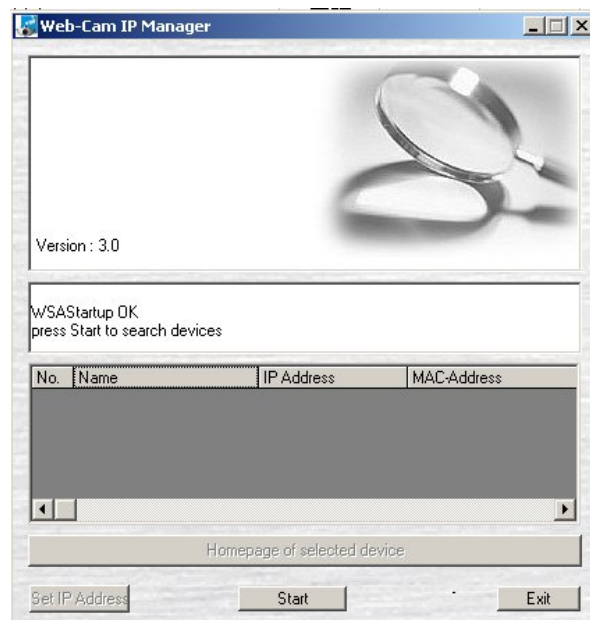 Web-Cam IP Manager
Version : 3.0
WSAStartup OK
press Start to search devices
No. Name IP Address MAC-Address
Homepage of selected device
Set IP Address Start Exit